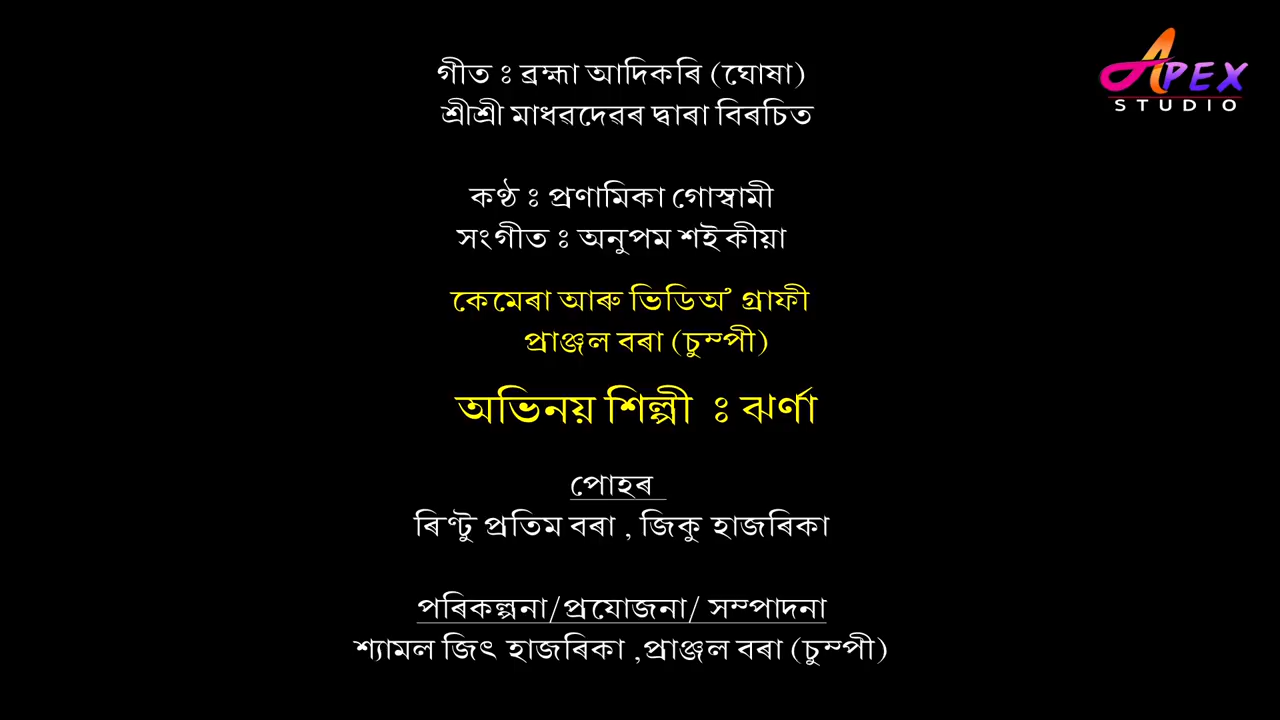 গীত ঃ ব্ৰহ্মা আদিকৰি (ঘোষা)
শ্ৰীশ্ৰী মাধৱদেৱৰ দ্বাৰা বিৰচিত
কণ্ঠ ঃ প্ৰণামিকা গোস্বামী
সংগীত ঃ অনুপম শইকীয়া
কেমেৰা আৰু ভিডিঅ' গ্ৰাফী
প্ৰাঞ্জল বৰা (চুম্পী)
অভিনয় শিল্পী ঃ ঝৰ্ণা
পোহৰ
ৰিণ্টু প্ৰতিম বৰা , জিকু হাজৰিকা
পৰিকল্পনা/প্ৰযোজনা/ সম্পাদনা
শ্যামল জিৎ হাজৰিকা ,প্ৰাঞ্জল বৰা (চুম্পী)
APEX
STUDIO